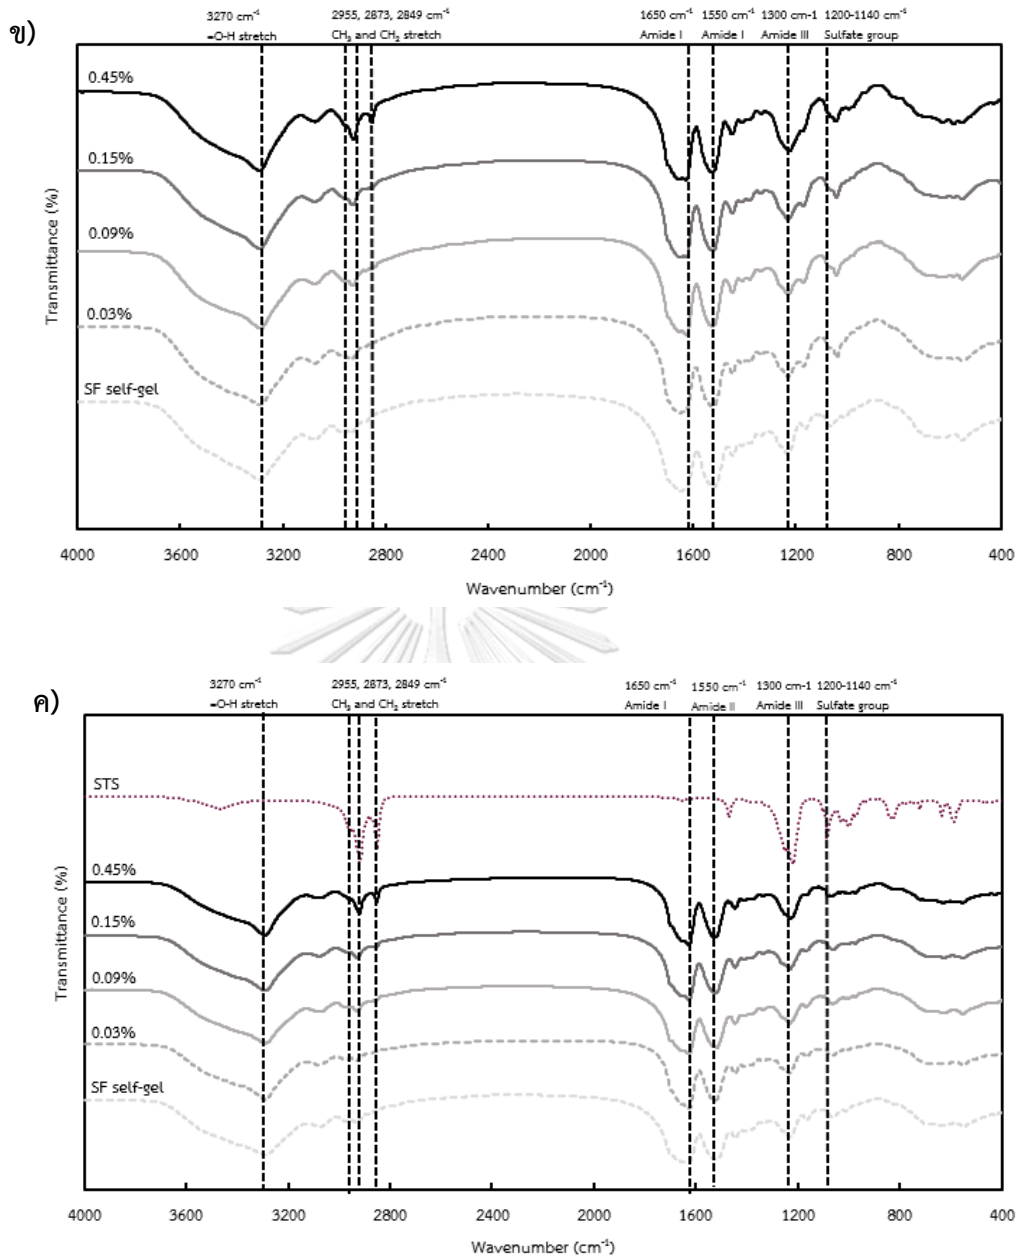 ข)
3270 cm⁻¹ 2955, 2873, 2849 cm⁻¹ 1650 cm⁻¹ 1550 cm⁻¹ 1300 cm-1 1200-1140 cm⁻¹
=O-H stretch CH₃ and CH₂ stretch Amide I Amide I Amide III Sulfate group
0.45%
0.15%
0.09%
0.03%
SF self-gel
Transmittance (%)
4000 3600 3200 2800 2400 2000 1600 1200 800 400
Wavenumber (cm⁻¹)
ค)
3270 cm⁻¹ 2955, 2873, 2849 cm⁻¹ 1650 cm⁻¹ 1550 cm⁻¹ 1300 cm-1 1200-1140 cm⁻¹
=O-H stretch CH₃ and CH₂ stretch Amide I Amide II Amide III Sulfate group
STS
0.45%
0.15%
0.09%
0.03%
SF self-gel
Transmittance (%)
4000 3600 3200 2800 2400 2000 1600 1200 800 400
Wavenumber (cm⁻¹)